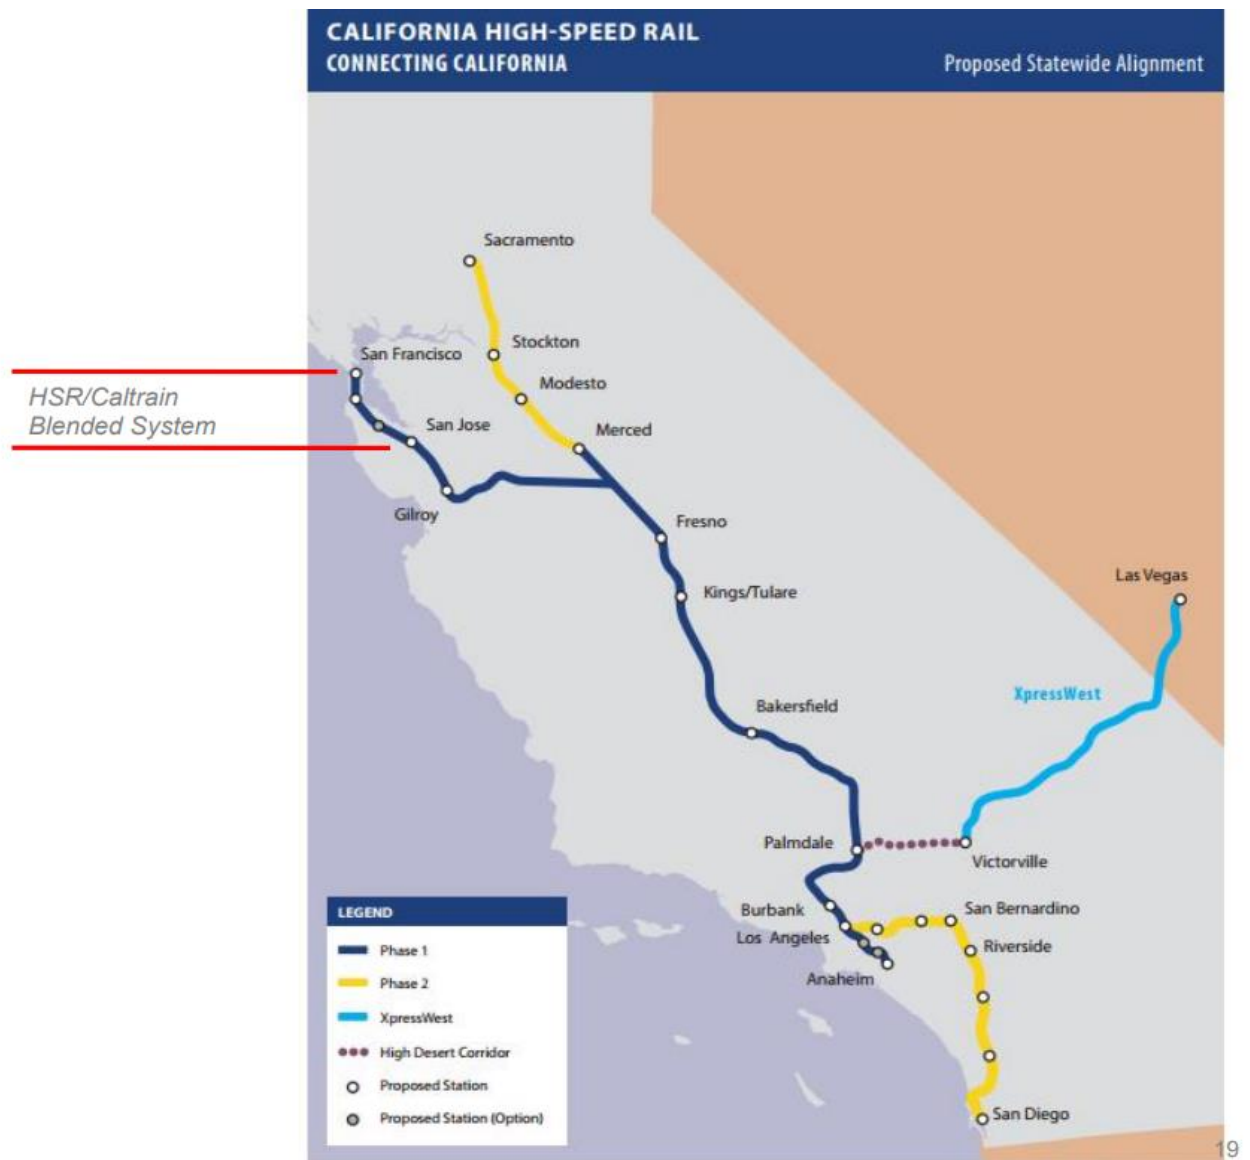 CALIFORNIA HIGH-SPEED RAIL
CONNECTING CALIFORNIA
Proposed Statewide Alignment
Sacramento
Stockton
San Francisco
Modesto
HSR/Caltrain
Blended System
San Jose
Merced
Gilroy
Fresno
Las Vegas
Kings/Tulare
XpressWest
Bakersfield
Palmdale
Victorville
Burbank
San Bernardino
Los Angeles
Riverside
Anaheim
San Diego
LEGEND
Phase 1
Phase 2
XpressWest
High Desert Corridor
Proposed Station
Proposed Station (Option)
19